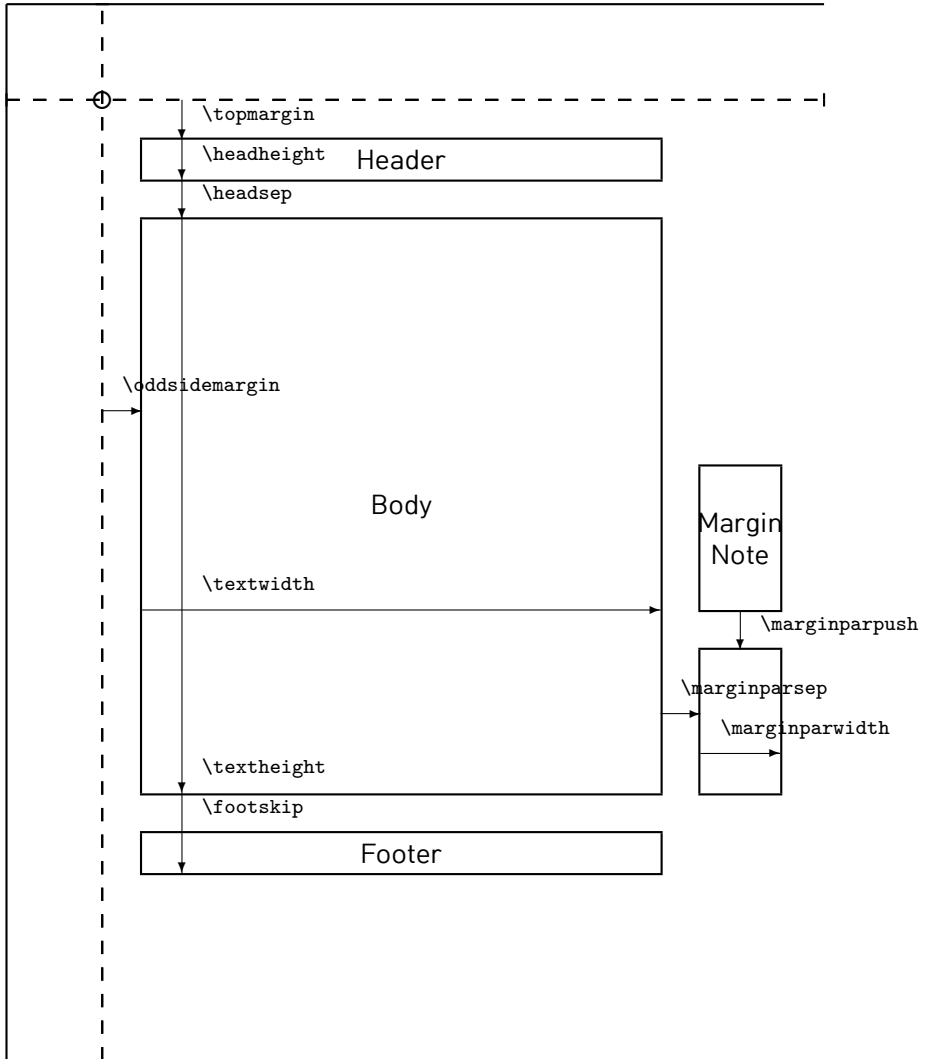 \topmargin
\headheight
Header
\headsep
\oddsidemargin
Body
Margin
Note
\textwidth
\marginparpush
\marginparsep
\marginparwidth
\textheight
\footskip
Footer